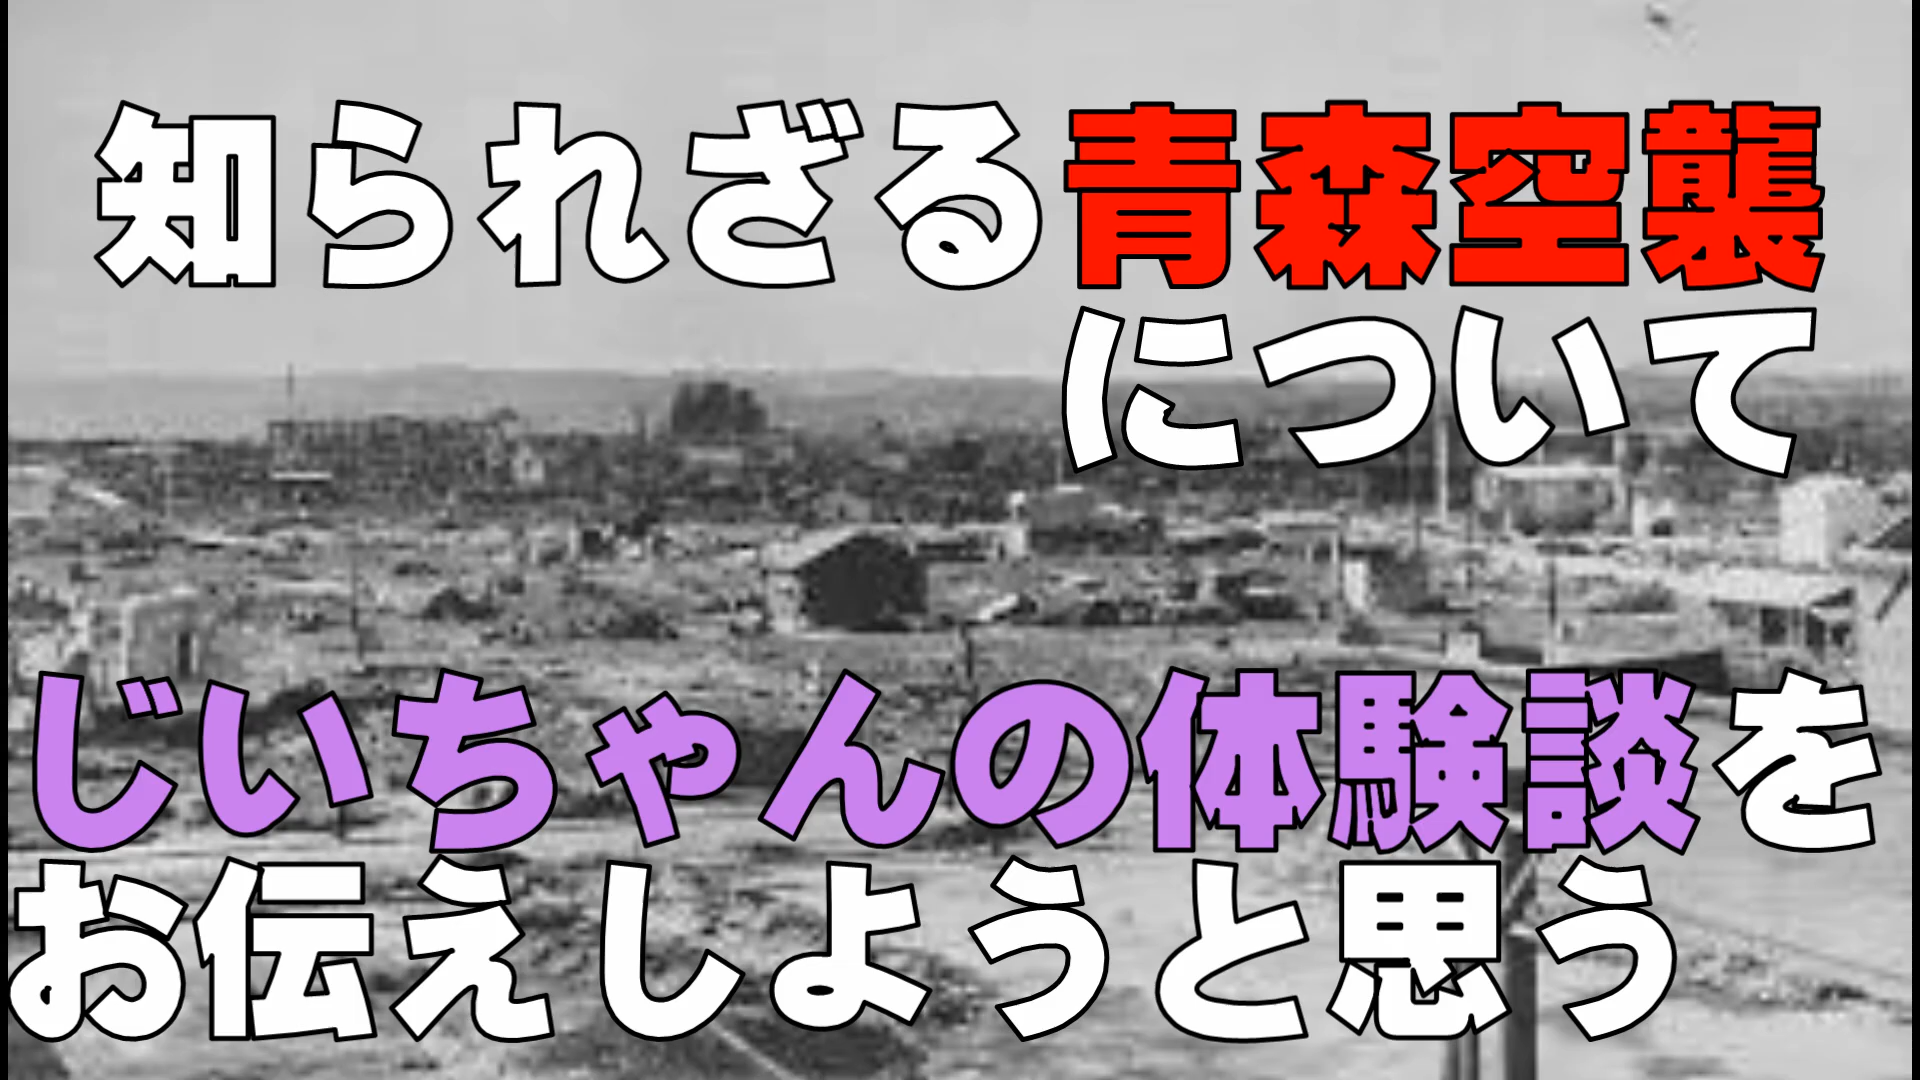 知られざる青森空襲
について
じいちゃんの体験談を
お伝えしようと思う